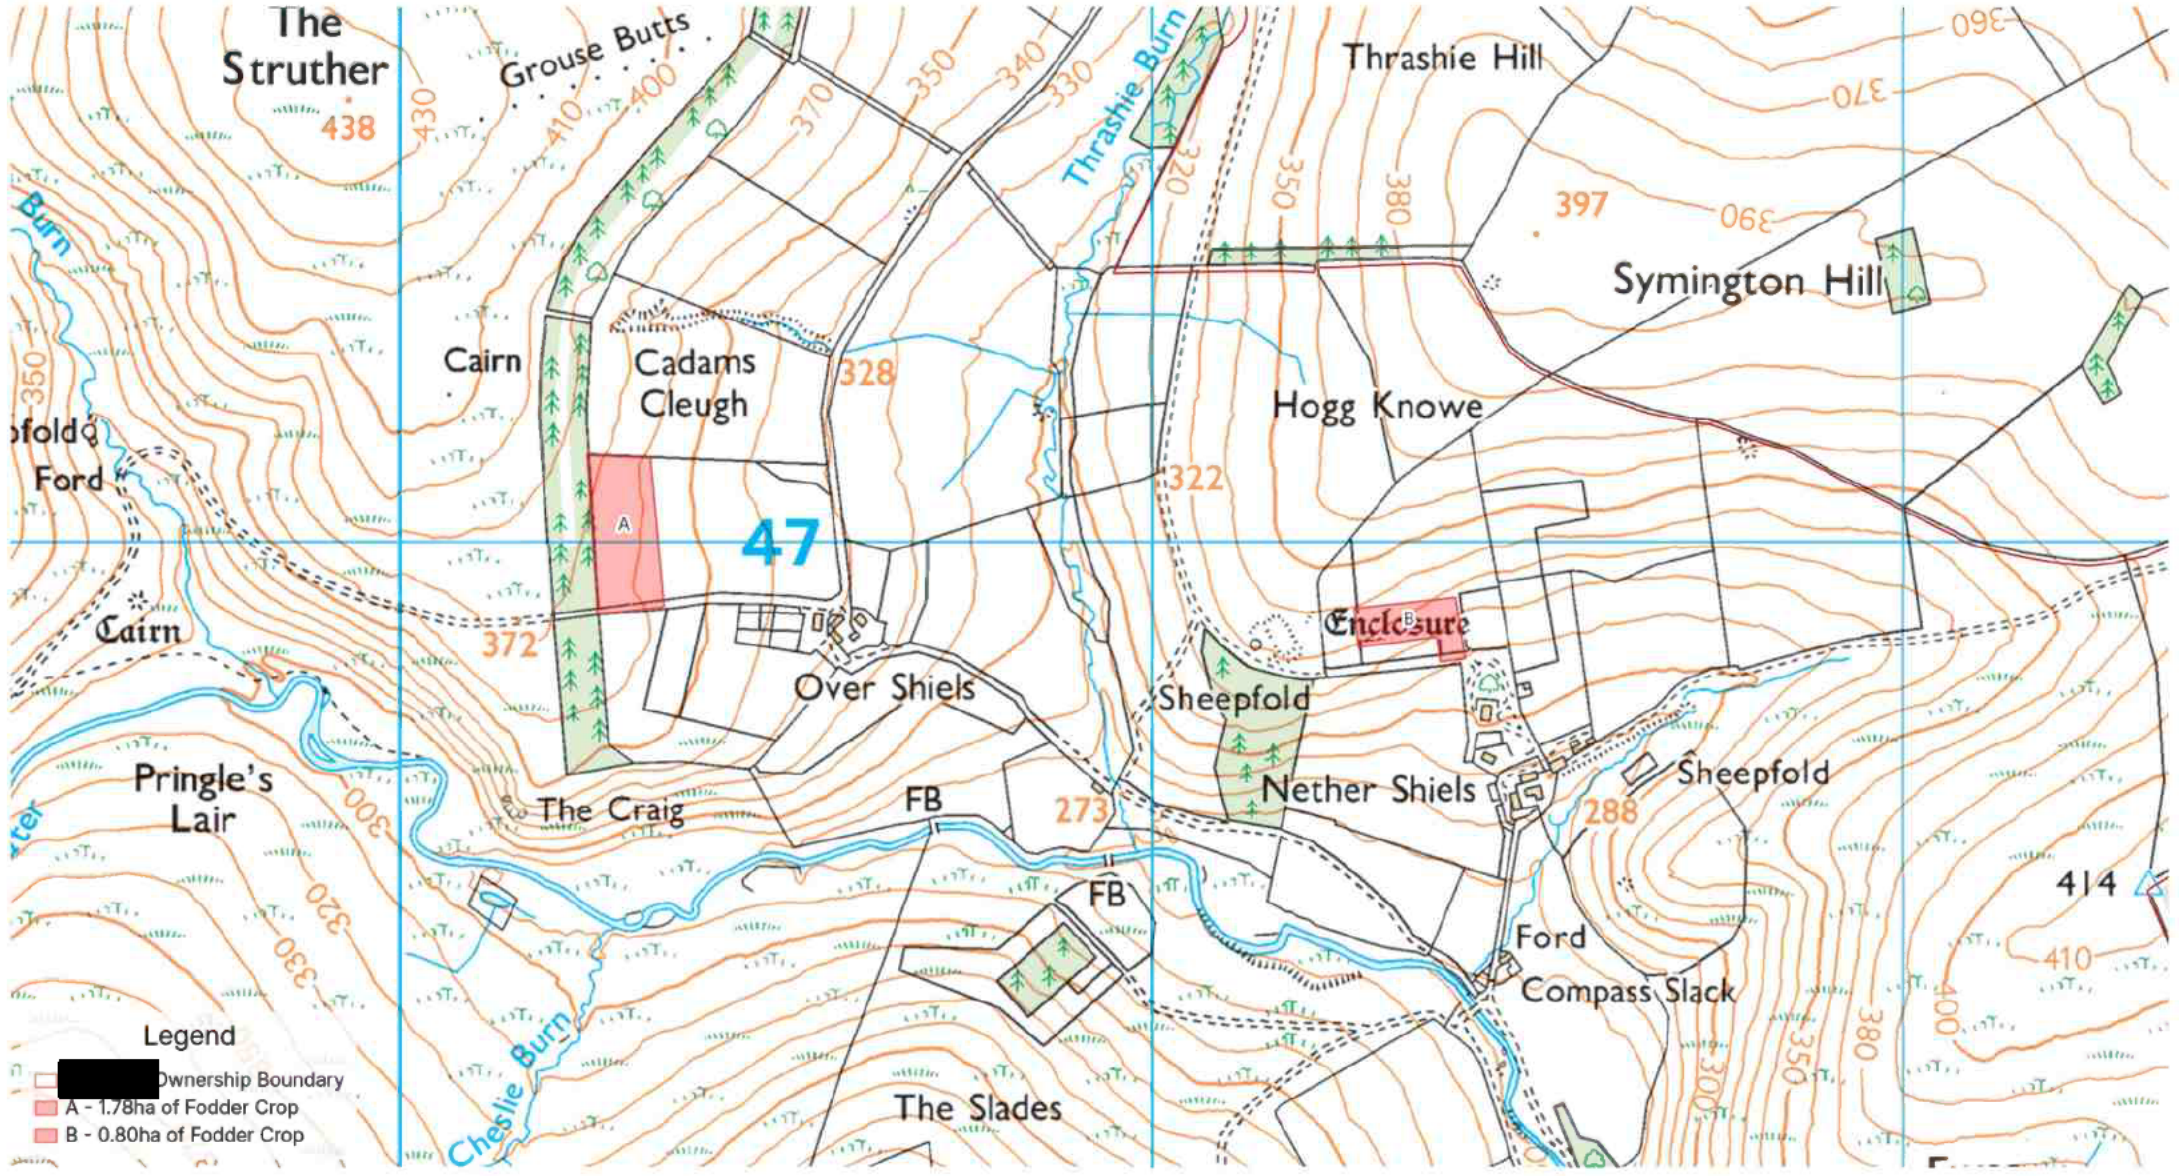 The
Struther
438
430
Grouse Butts
410
400
370
350
340
330
Thrashie Burn
320
Thrashie Hill
360
370
350
380
397
390
Symington Hill
Burn
350
Cairn
Cadams
Cleugh
328
Hogg Knowe
ofold
Ford
A
47
322
Cairn
372
Enclosure
B
Over Shiels
Sheepfold
Pringle's
Lair
300
The Craig
FB
273
Nether Shiels
288
Sheepfold
ter
320
330
FB
414
410
Ford
Compass Slack
400
380
350
300
Cheslie Burn
The Slades
Legend
Ownership Boundary
A - 1.78ha of Fodder Crop
B - 0.80ha of Fodder Crop